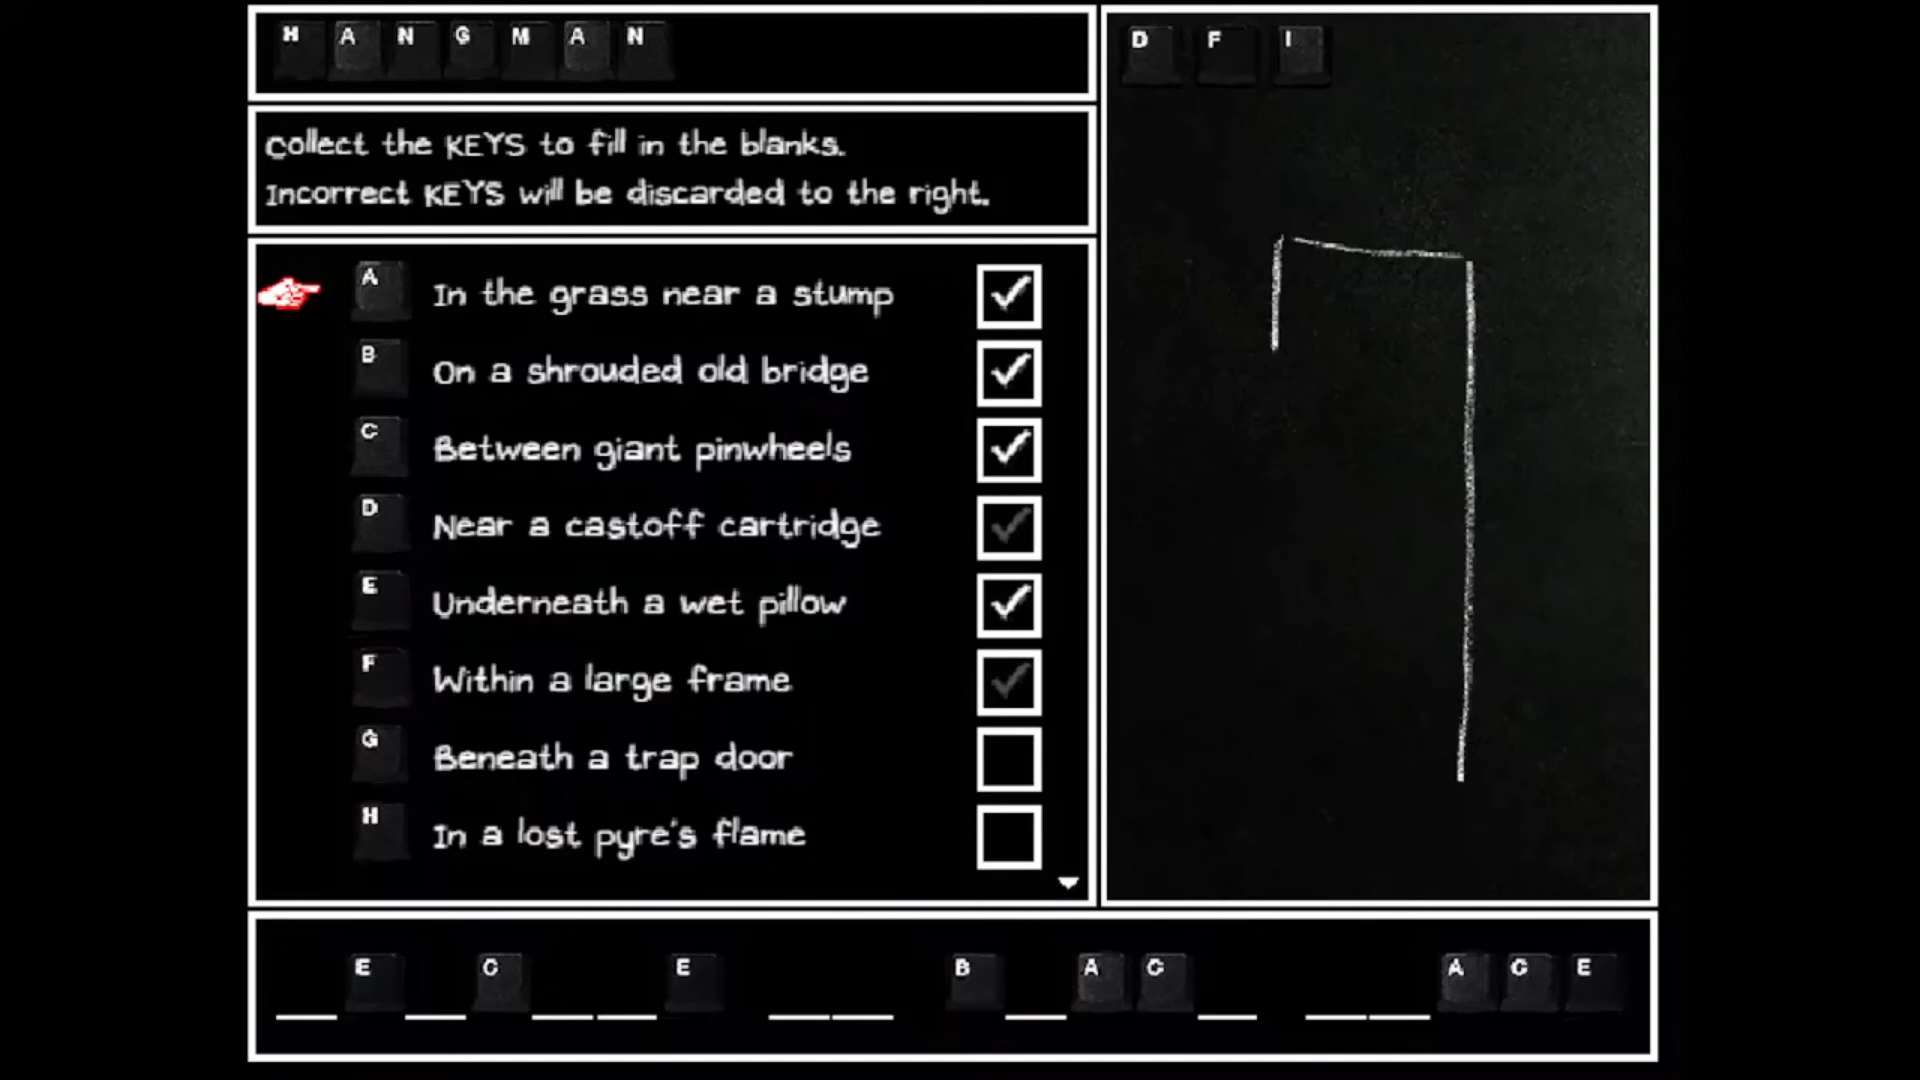 H A N G M A N
D F I
Collect the KEYS to fill in the blanks.
Incorrect KEYS will be discarded to the right.
A In the grass near a stump
B On a shrouded old bridge
C Between giant pinwheels
D Near a castoff cartridge
E Underneath a wet pillow
F Within a large frame
G Beneath a trap door
H In a lost pyre's flame
_ E _ C _ _ E _ _ B _ A C _ _ _ A C E